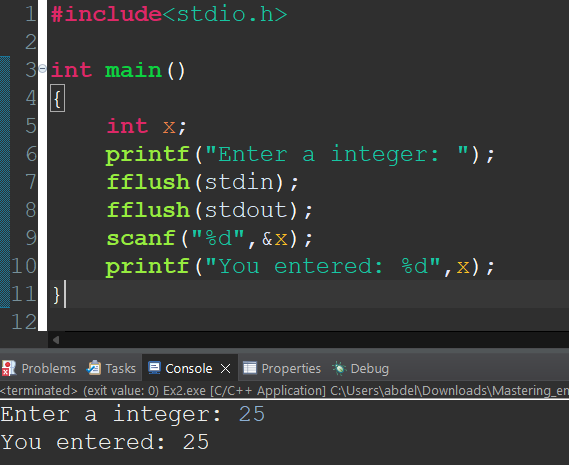 1 #include<stdio.h>
2
3 int main()
4 {
5 int x;
6 printf("Enter a integer: ");
7 fflush(stdin);
8 fflush(stdout);
9 scanf("%d",&x);
10 printf("You entered: %d",x);
11 }
12
Problems Tasks Console Properties Debug
<terminated> (exit value: 0) Ex2.exe [C/C++ Application] C:\Users\abdel\Downloads\Mastering_en
Enter a integer: 25
You entered: 25